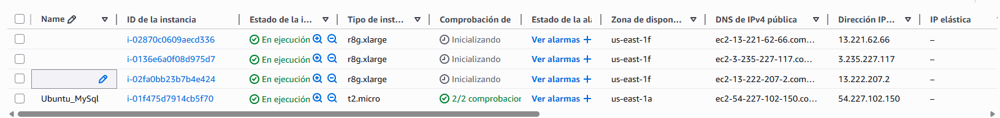 Name ID de la instancia Estado de la i... Tipo de inst... Comprobación de Estado de la ala Zona de dispon... DNS de IPv4 pública Dirección IP... IP elástica
i-02870c0609aecd336 En ejecución r8g.xlarge Inicializando Ver alarmas + us-east-1f ec2-13-221-62-66.com... 13.221.62.66 –
i-0136e6a0f08d975d7 En ejecución r8g.xlarge Inicializando Ver alarmas + us-east-1f ec2-3-235-227-117.co... 3.235.227.117 –
i-02fa0bb23b7b4e424 En ejecución r8g.xlarge Inicializando Ver alarmas + us-east-1f ec2-13-222-207-2.com... 13.222.207.2 –
Ubuntu_MySql i-01f475d7914cb5f70 En ejecución t2.micro 2/2 comprobacior Ver alarmas + us-east-1a ec2-54-227-102-150.co... 54.227.102.150 –